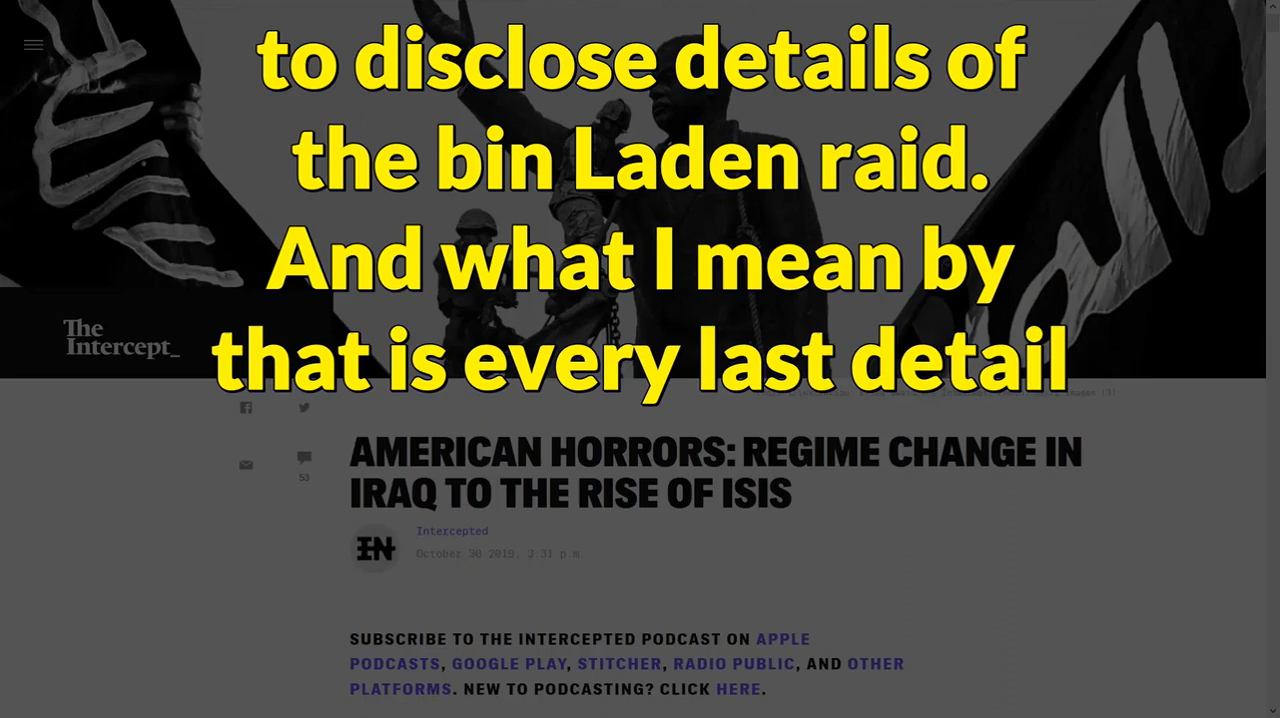 to disclose details of
the bin Laden raid.
And what I mean by
that is every last detail
The
Intercept_
53
AMERICAN HORRORS: REGIME CHANGE IN
IRAQ TO THE RISE OF ISIS
IN
Intercepted
October 30 2019, 3:31 p.m.
SUBSCRIBE TO THE INTERCEPTED PODCAST ON APPLE
PODCASTS, GOOGLE PLAY, STITCHER, RADIO PUBLIC, AND OTHER
PLATFORMS. NEW TO PODCASTING? CLICK HERE.